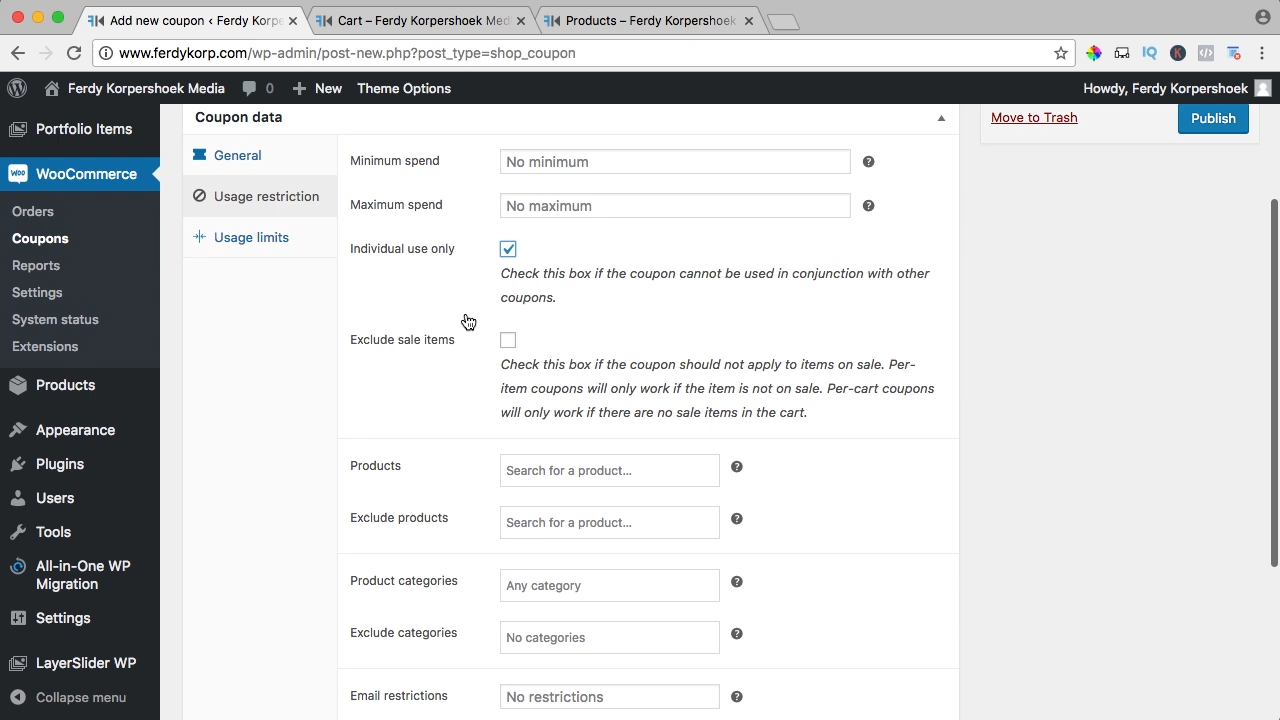 Add new coupon ‹ Ferdy Korpe
Cart – Ferdy Korpershoek Med
Products – Ferdy Korpershoek
www.ferdykorp.com/wp-admin/post-new.php?post_type=shop_coupon
Ferdy Korpershoek Media
0
New
Theme Options
Howdy, Ferdy Korpershoek
Portfolio Items
WooCommerce
Orders
Coupons
Reports
Settings
System status
Extensions
Products
Appearance
Plugins
Users
Tools
All-in-One WP
Migration
Settings
LayerSlider WP
Collapse menu
Coupon data
General
Usage restriction
Usage limits
Minimum spend
No minimum
Maximum spend
No maximum
Individual use only
Check this box if the coupon cannot be used in conjunction with other
coupons.
Exclude sale items
Check this box if the coupon should not apply to items on sale. Per-
item coupons will only work if the item is not on sale. Per-cart coupons
will only work if there are no sale items in the cart.
Products
Search for a product...
Exclude products
Search for a product...
Product categories
Any category
Exclude categories
No categories
Email restrictions
No restrictions
Move to Trash
Publish